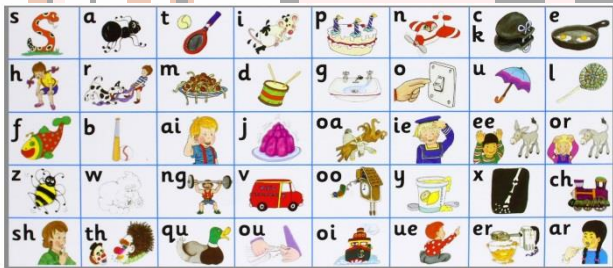 s a t i p n c k e
h r m d g o u l
f b ai j oa ie ee or
z w ng v oo y x ch
sh th qu ou oi ue er ar